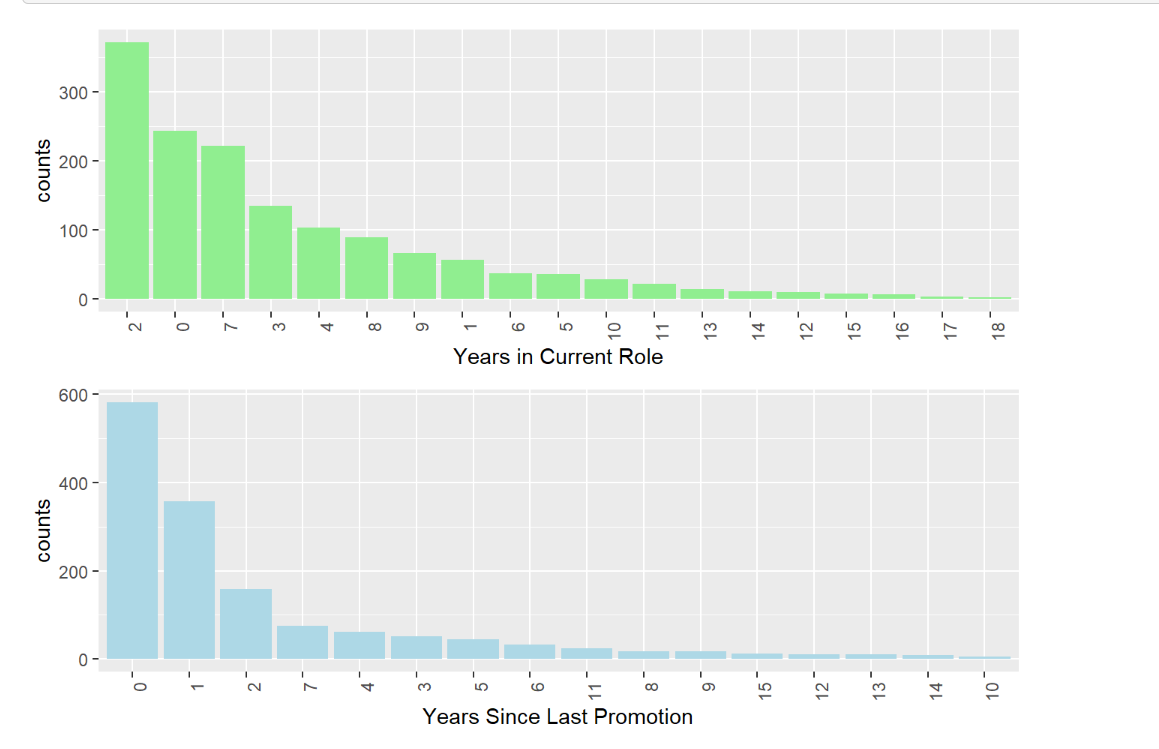 300
200
100
0
counts
2 0 7 3 4 8 9 1 6 5 10 11 13 14 12 15 16 17 18
Years in Current Role
600
400
200
0
counts
0 1 2 7 4 3 5 6 11 8 9 15 12 13 14 10
Years Since Last Promotion